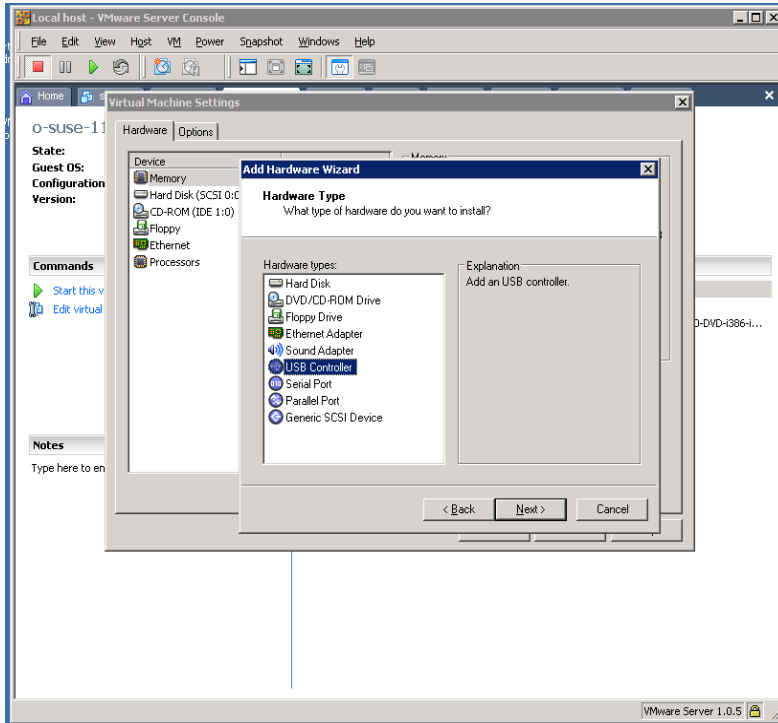 Local host - VMware Server Console
File Edit View Host VM Power Snapshot Windows Help
Home
Virtual Machine Settings
o-suse-11
Hardware Options
State:
Guest OS:
Configuration
Version:
Device
Memory
Memory
Hard Disk (SCSI 0:0
CD-ROM (IDE 1:0)
Floppy
Ethernet
Processors
Add Hardware Wizard
Hardware Type
What type of hardware do you want to install?
Hardware types:
Hard Disk
DVD/CD-ROM Drive
Floppy Drive
Ethernet Adapter
Sound Adapter
USB Controller
Serial Port
Parallel Port
Generic SCSI Device
Explanation
Add an USB controller.
< Back Next > Cancel
Commands
Start this v
Edit virtual
0-DVD-i386-i...
Notes
Type here to en
VMware Server 1.0.5